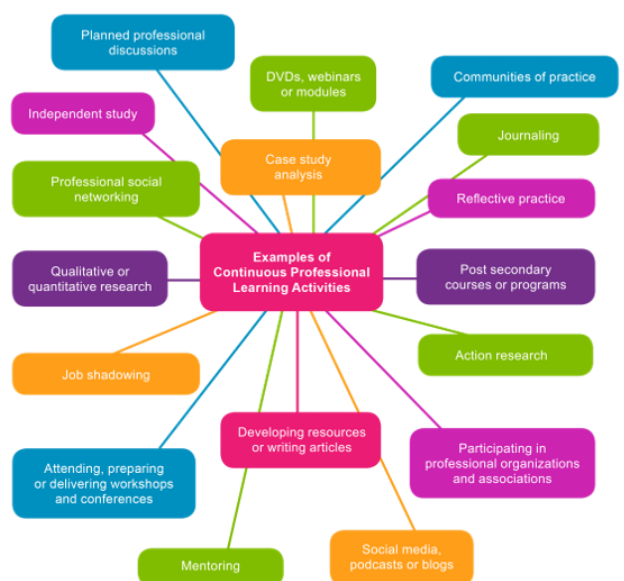 Planned professional
discussions
DVDs, webinars
or modules
Communities of practice
Independent study
Journaling
Case study
analysis
Professional social
networking
Reflective practice
Examples of
Continuous Professional
Learning Activities
Qualitative or
quantitative research
Post secondary
courses or programs
Job shadowing
Action research
Developing resources
or writing articles
Attending, preparing
or delivering workshops
and conferences
Participating in
professional organizations
and associations
Mentoring
Social media,
podcasts or blogs